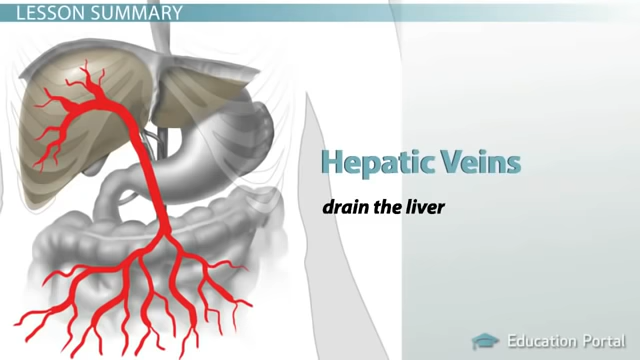 LESSON SUMMARY
Hepatic Veins
drain the liver
Education Portal